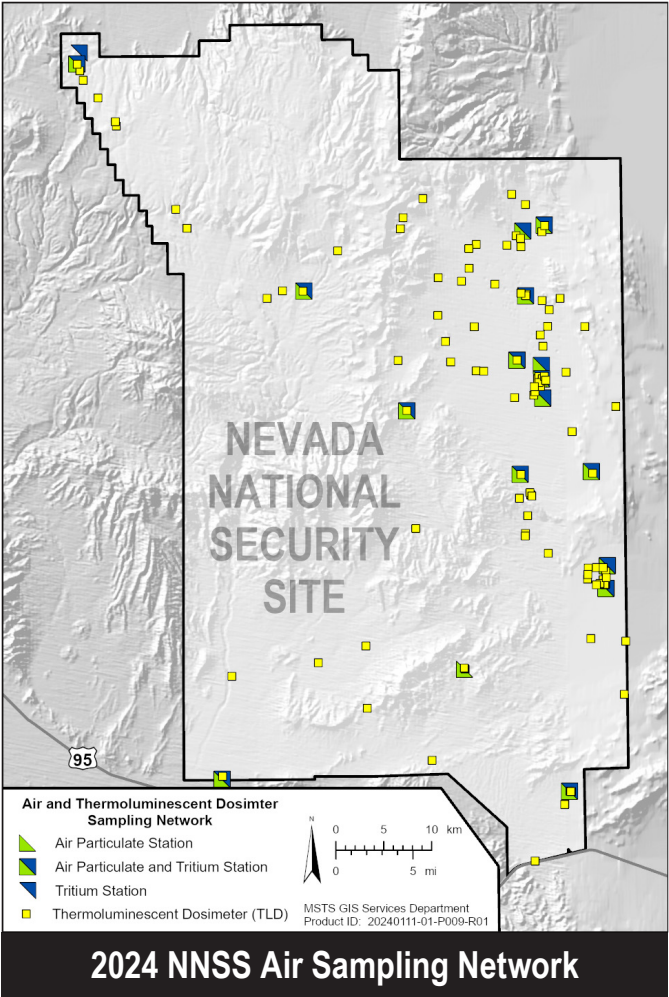 NEVADA
NATIONAL
SECURITY
SITE
95
Air and Thermoluminescent Dosimter
Sampling Network
Air Particulate Station
Air Particulate and Tritium Station
Tritium Station
Thermoluminescent Dosimeter (TLD)
N
0 5 10 km
0 5 mi
MSTS GIS Services Department
Product ID: 20240111-01-P009-R01
2024 NNSS Air Sampling Network